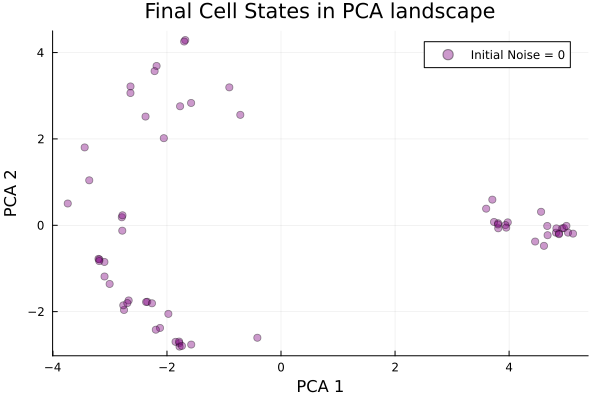 Final Cell States in PCA landscape
Initial Noise = 0
PCA 2
4
2
0
−2
−4
−2
0
2
4
PCA 1